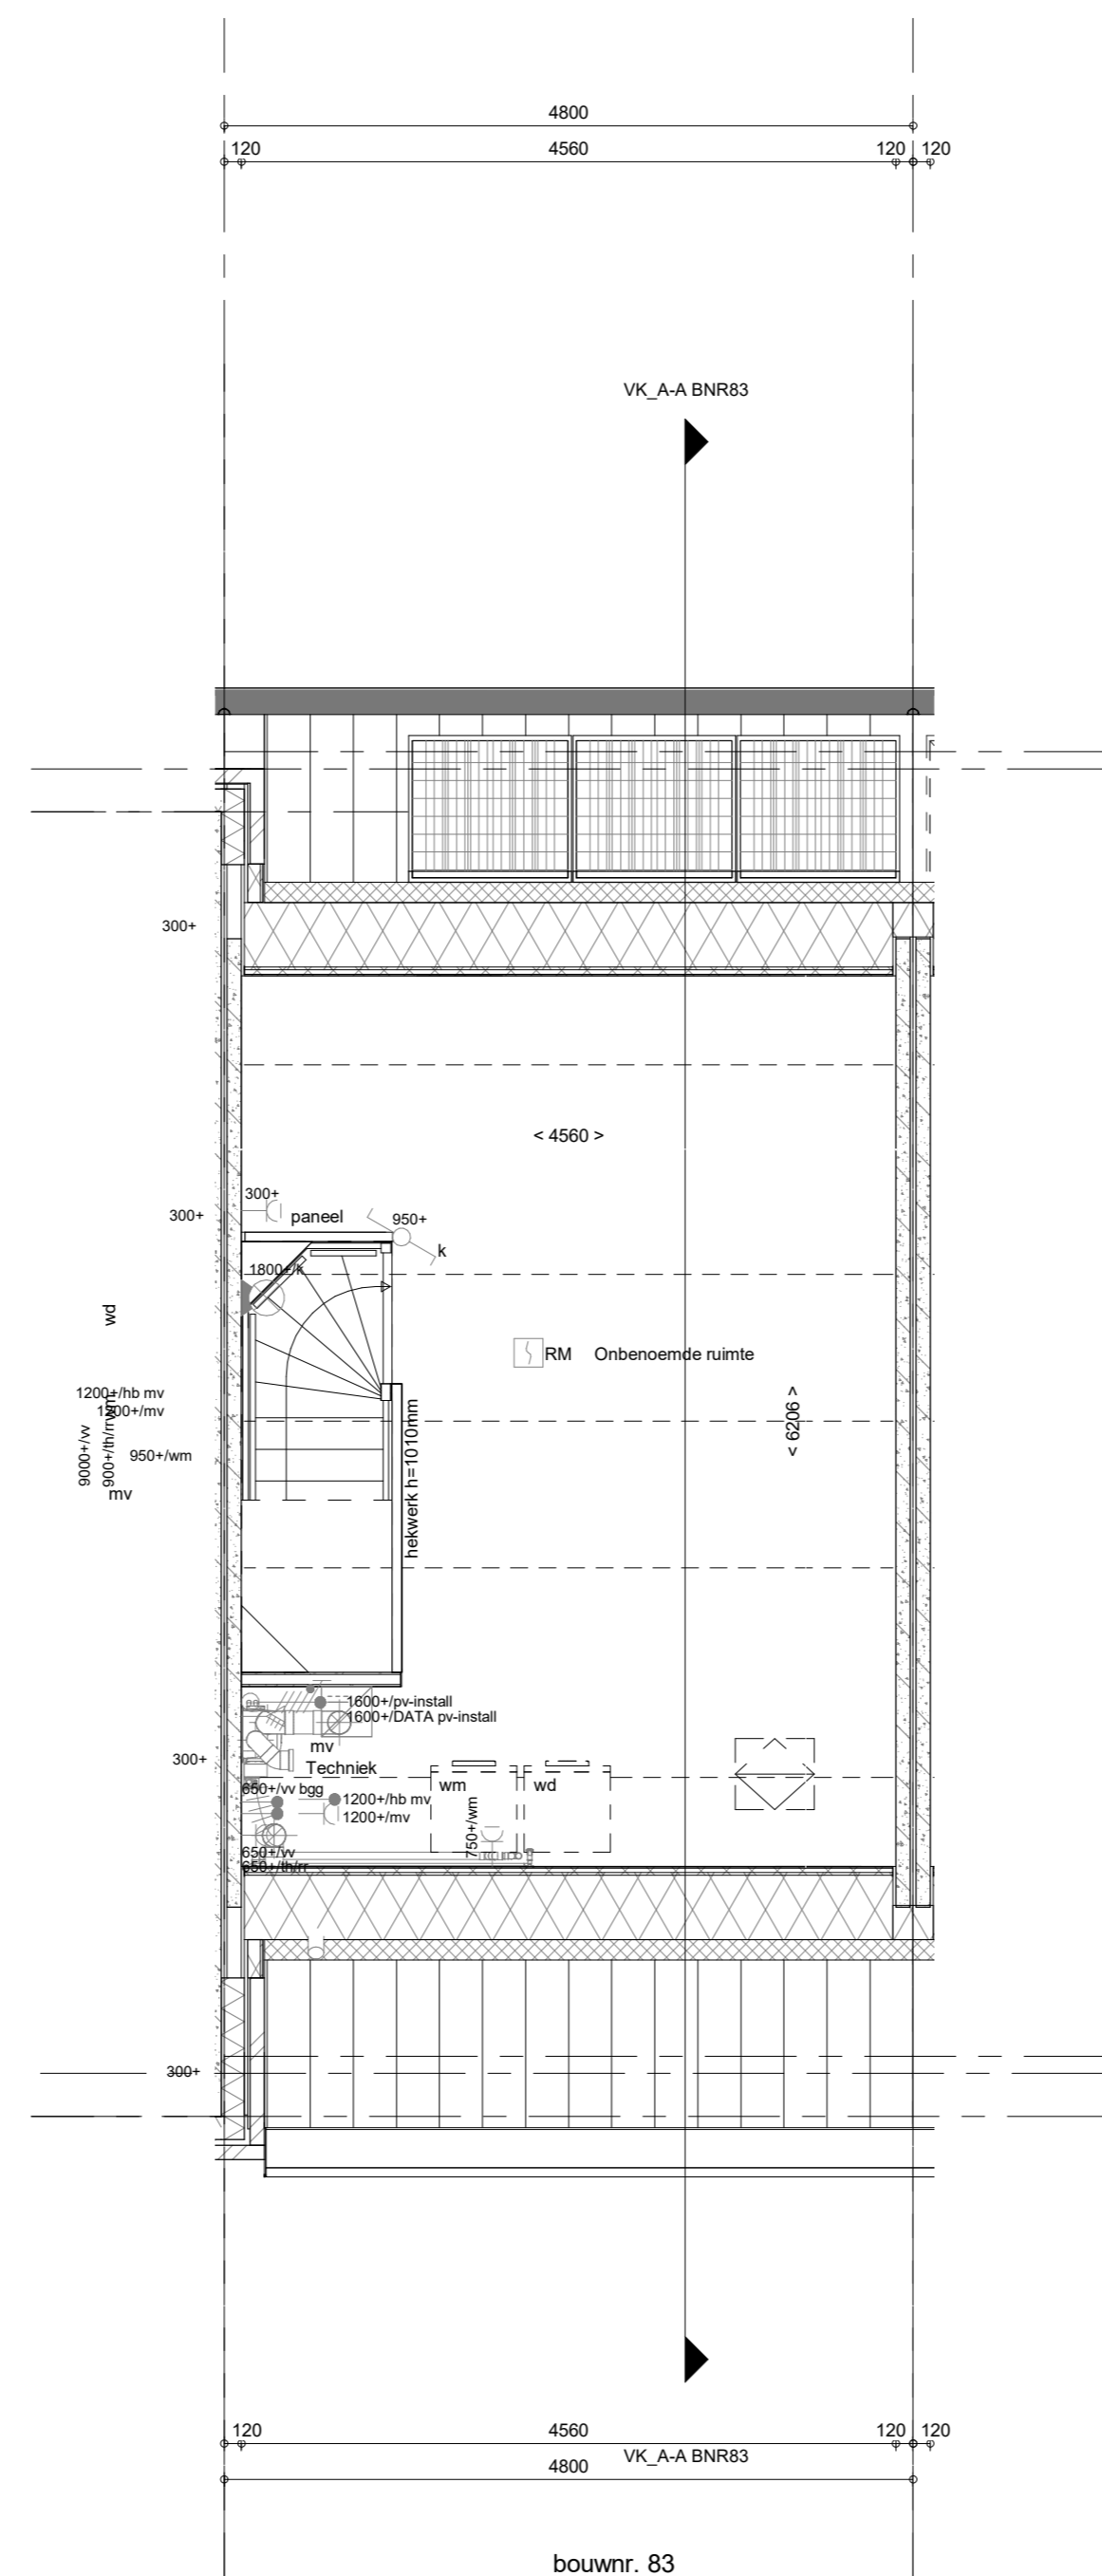 4800
120 4560 120 120
VK_A-A BNR83
300+
< 4560 >
300+
300+
paneel
950+
k
1800+/k
wd
RM Onbenoemde ruimte
1200+/hb mv
1200+/mv
9000+/vv
950+/wm
mv
hekwerk h=1010mm
< 6206 >
1600+/pv-install
1600+/DATA pv-install
mv
Techniek
300+
650+/vv bgg
1200+/hb mv
1200+/mv
wm
wd
750+/wm
650+/vv
650+/th/rr
300+
120 4560 120 120
VK_A-A BNR83
4800
bouwnr. 83